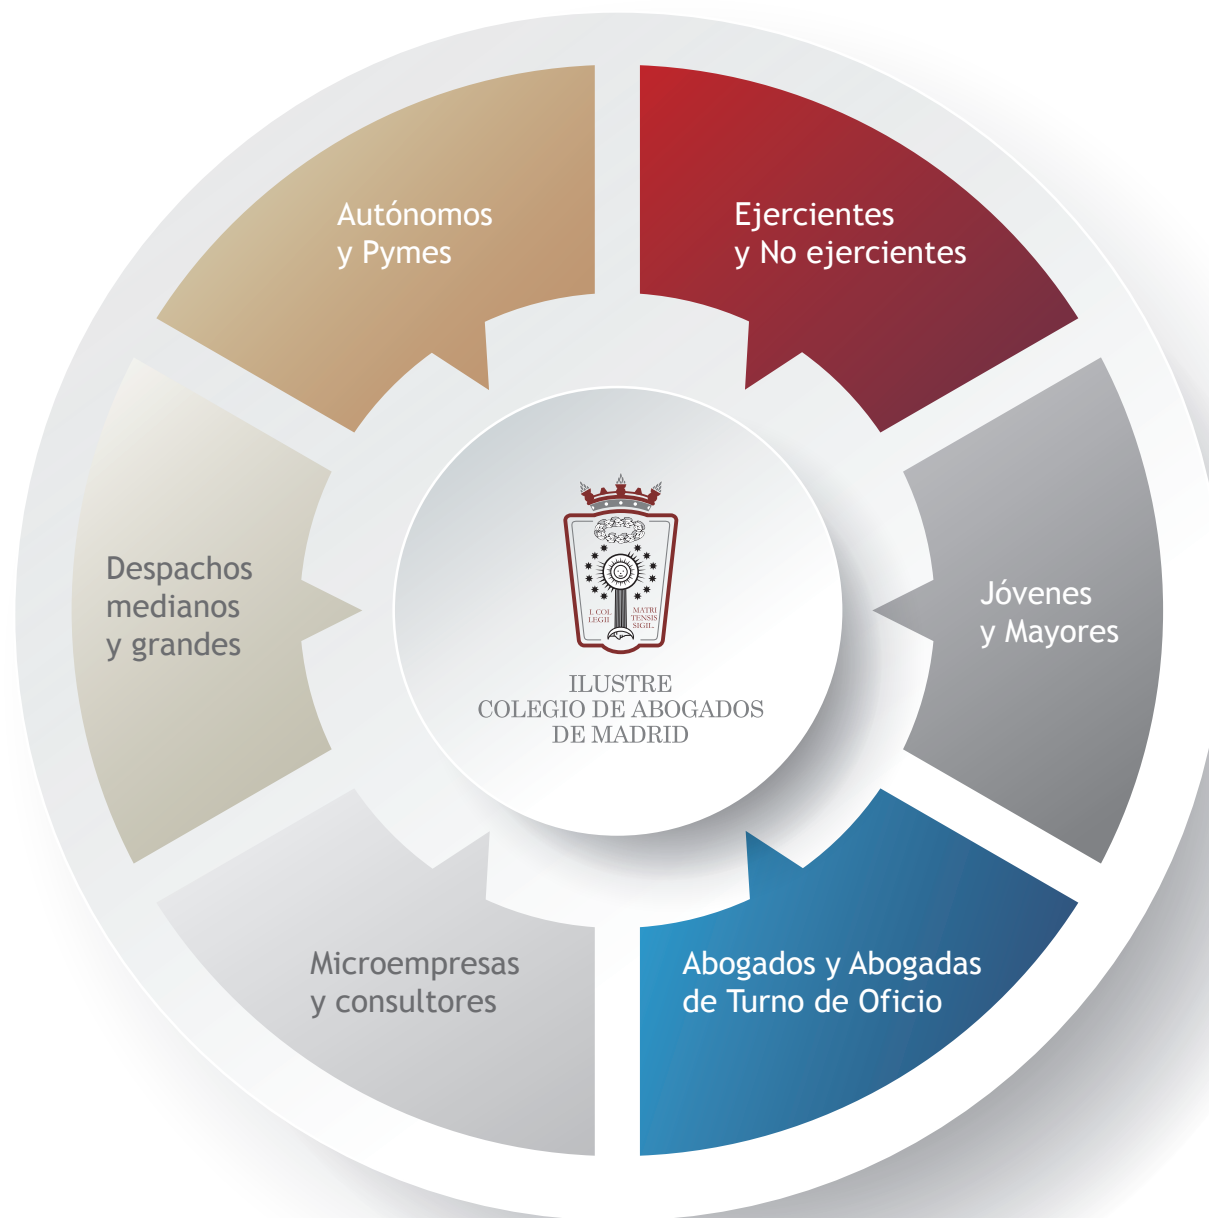 Autónomos
y Pymes
Ejercientes
y No ejercientes
Despachos
medianos
y grandes
Jóvenes
y Mayores
I. COL
LEGII
MATRI
TENSIS
SIGIL.
ILUSTRE
COLEGIO DE ABOGADOS
DE MADRID
Microempresas
y consultores
Abogados y Abogadas
de Turno de Oficio